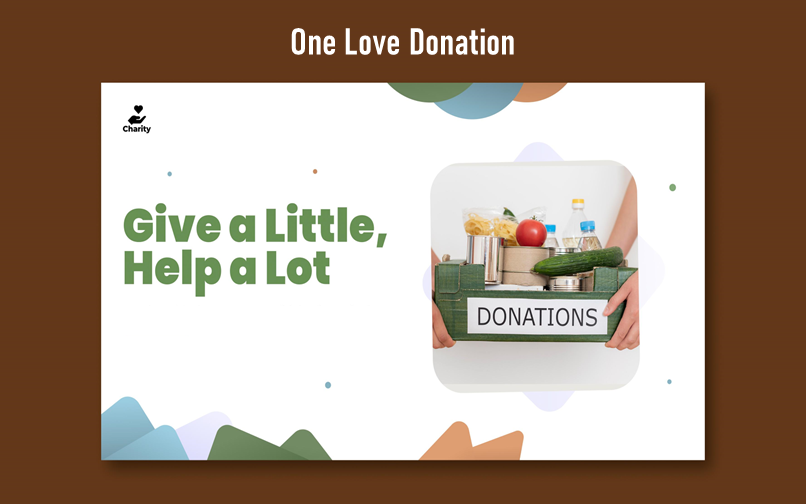 One Love Donation
Charity
Give a Little,
Help a Lot
DONATIONS